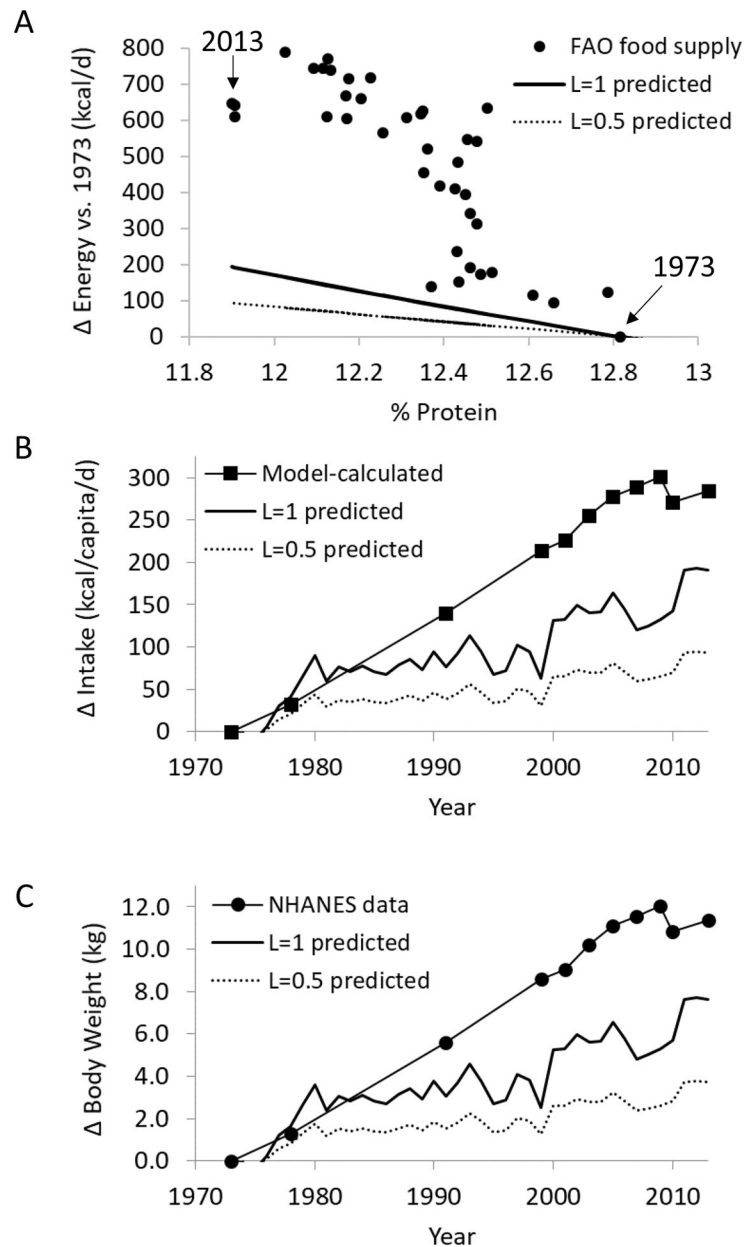 A
2013
FAO food supply
L=1 predicted
L=0.5 predicted
1973
Δ Energy vs. 1973 (kcal/d)
800
700
600
500
400
300
200
100
0
11.8 12 12.2 12.4 12.6 12.8 13
% Protein
B
Model-calculated
L=1 predicted
L=0.5 predicted
Δ Intake (kcal/capita/d)
300
250
200
150
100
50
0
1970 1980 1990 2000 2010
Year
C
NHANES data
L=1 predicted
L=0.5 predicted
Δ Body Weight (kg)
12.0
10.0
8.0
6.0
4.0
2.0
0.0
1970 1980 1990 2000 2010
Year